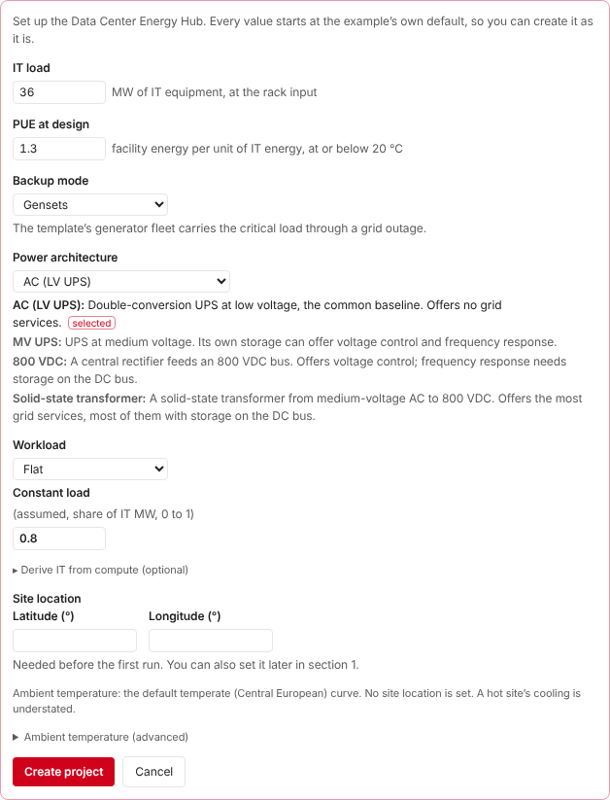 Set up the Data Center Energy Hub. Every value starts at the example's own default, so you can create it as
it is.
IT load
36 MW of IT equipment, at the rack input
PUE at design
1.3 facility energy per unit of IT energy, at or below 20 °C
Backup mode
Gensets
The template's generator fleet carries the critical load through a grid outage.
Power architecture
AC (LV UPS)
AC (LV UPS): Double-conversion UPS at low voltage, the common baseline. Offers no grid
services. selected
MV UPS: UPS at medium voltage. Its own storage can offer voltage control and frequency response.
800 VDC: A central rectifier feeds an 800 VDC bus. Offers voltage control; frequency response needs
storage on the DC bus.
Solid-state transformer: A solid-state transformer from medium-voltage AC to 800 VDC. Offers the most
grid services, most of them with storage on the DC bus.
Workload
Flat
Constant load
(assumed, share of IT MW, 0 to 1)
0.8
▸ Derive IT from compute (optional)
Site location
Latitude (°) Longitude (°)
Needed before the first run. You can also set it later in section 1.
Ambient temperature: the default temperate (Central European) curve. No site location is set. A hot site's cooling is
understated.
▸ Ambient temperature (advanced)
Create project Cancel